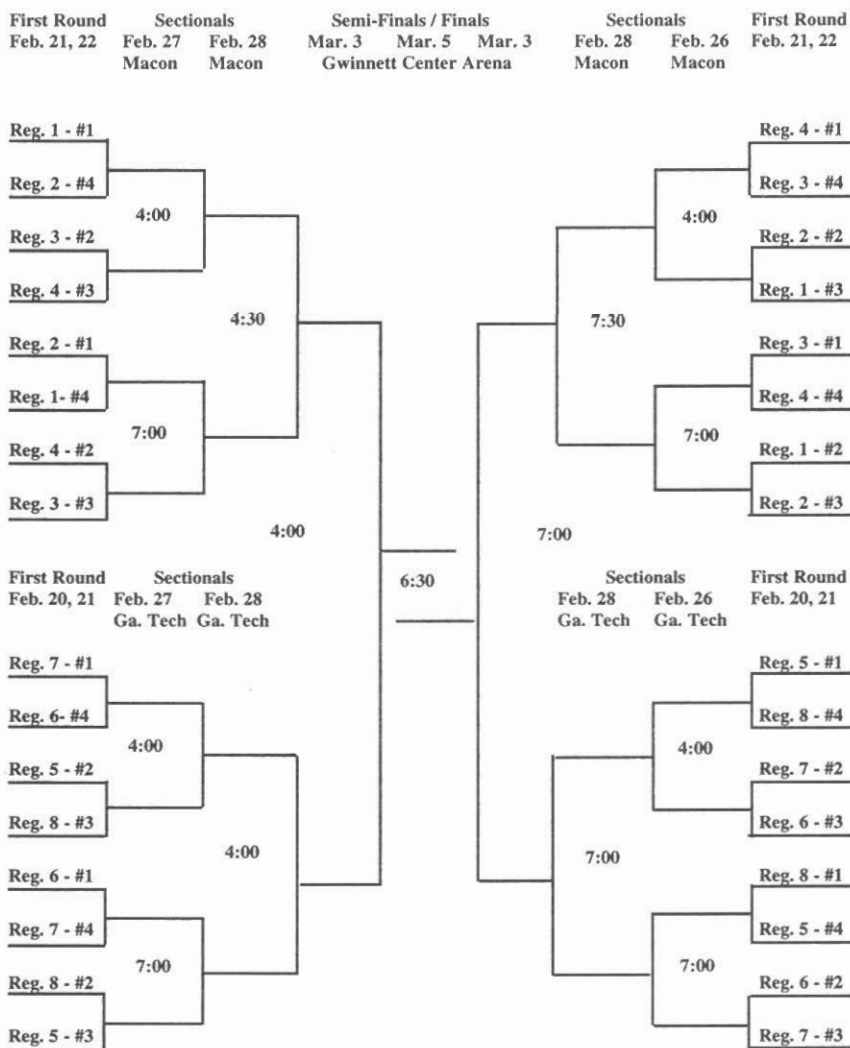 First Round Sectionals Semi-Finals / Finals Sectionals First Round
Feb. 21, 22 Feb. 27 Feb. 28 Mar. 3 Mar. 5 Mar. 3 Feb. 28 Feb. 26 Feb. 21, 22
Macon Macon Gwinnett Center Arena Macon Macon
Reg. 1 - #1 Reg. 4 - #1
Reg. 2 - #4 Reg. 3 - #4
4:00 4:00
Reg. 3 - #2 Reg. 2 - #2
Reg. 4 - #3 Reg. 1 - #3
4:30 7:30
Reg. 2 - #1 Reg. 3 - #1
Reg. 1- #4 Reg. 4 - #4
7:00 7:00
Reg. 4 - #2 Reg. 1 - #2
Reg. 3 - #3 Reg. 2 - #3
4:00 7:00
First Round Sectionals 6:30 Sectionals First Round
Feb. 20, 21 Feb. 27 Feb. 28 Feb. 28 Feb. 26 Feb. 20, 21
Ga. Tech Ga. Tech Ga. Tech Ga. Tech
Reg. 7 - #1 Reg. 5 - #1
Reg. 6- #4 Reg. 8 - #4
4:00 4:00
Reg. 5 - #2 Reg. 7 - #2
Reg. 8 - #3 Reg. 6 - #3
4:00 7:00
Reg. 6 - #1 Reg. 8 - #1
Reg. 7 - #4 Reg. 5 - #4
7:00 7:00
Reg. 8 - #2 Reg. 6 - #2
Reg. 5 - #3 Reg. 7 - #3